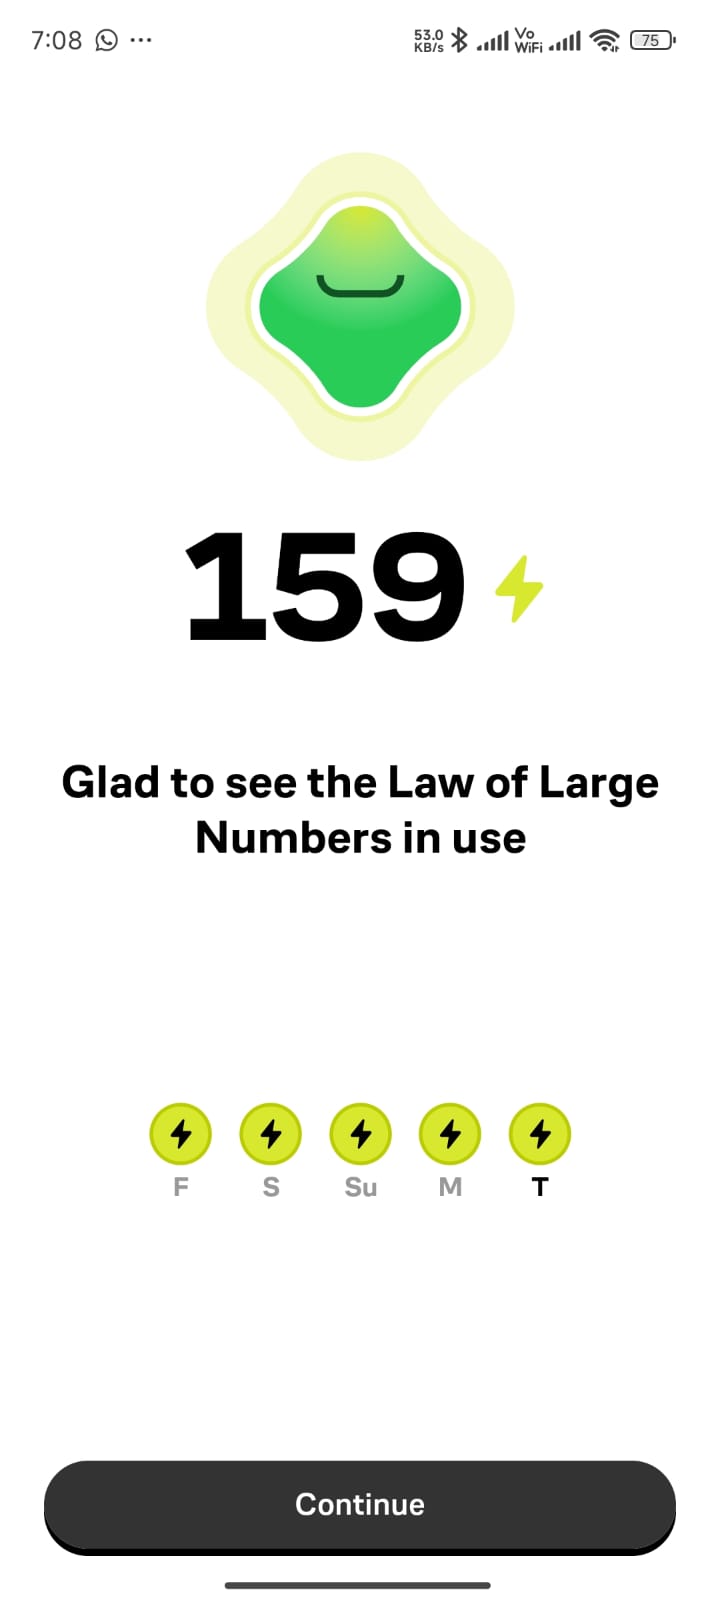 7:08
53.0
KB/s
Vo
WiFi
75
159
Glad to see the Law of Large
Numbers in use
F S Su M T
Continue